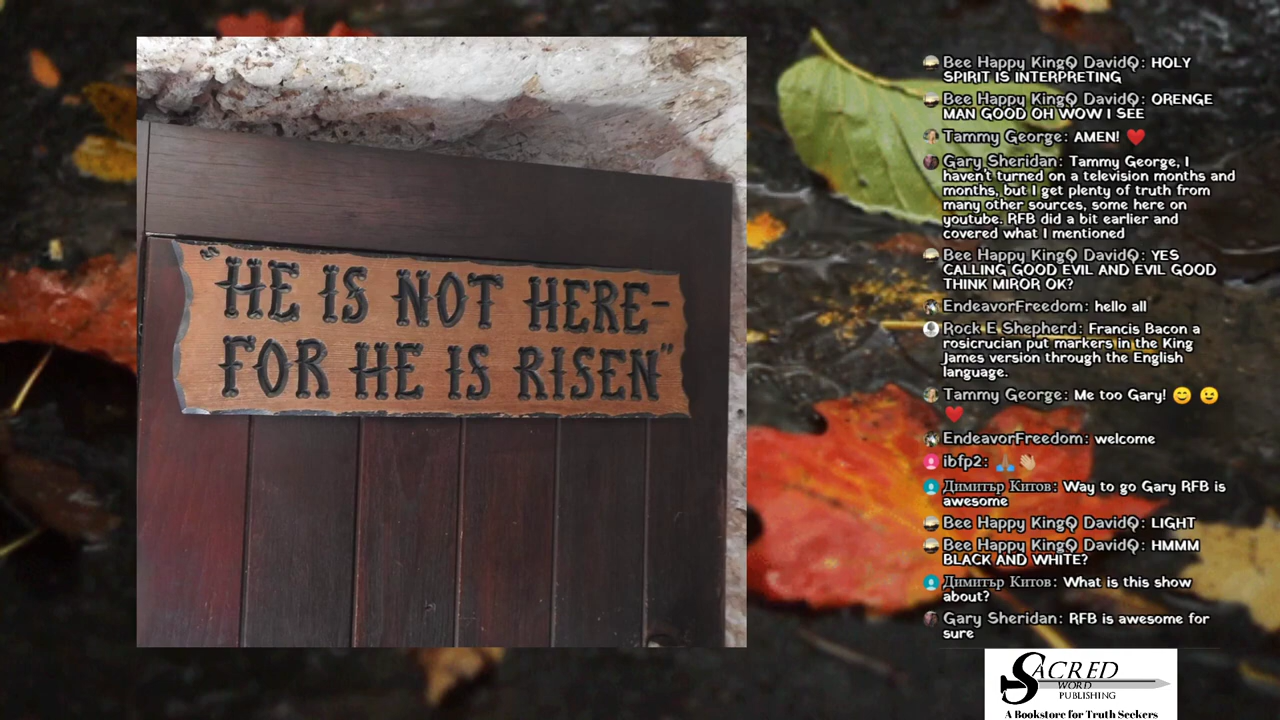 "HE IS NOT HERE-
FOR HE IS RISEN"
Bee Happy KingQ DavidQ: HOLY
SPIRIT IS INTERPRETING
Bee Happy KingQ DavidQ: ORENGE
MAN GOOD OH WOW I SEE
Tammy George: AMEN! ❤️
Gary Sheridan: Tammy George, I
haven't turned on a television months and
months, but I get plenty of truth from
many other sources, some here on
youtube. RFB did a bit earlier and
covered what I mentioned
Bee Happy KingQ DavidQ: YES
CALLING GOOD EVIL AND EVIL GOOD
THINK MIROR OK?
EndeavorFreedom: hello all
Rock E Shepherd: Francis Bacon a
rosicrucian put markers in the King
James version through the English
language.
Tammy George: Me too Gary! 😊 😉
❤️
EndeavorFreedom: welcome
ibfp2: 🙏👏
Димитър Китов: Way to go Gary RFB is
awesome
Bee Happy KingQ DavidQ: LIGHT
Bee Happy KingQ DavidQ: HMMM
BLACK AND WHITE?
Димитър Китов: What is this show
about?
Gary Sheridan: RFB is awesome for
sure
SACRED
WORD
PUBLISHING
A Bookstore for Truth Seekers